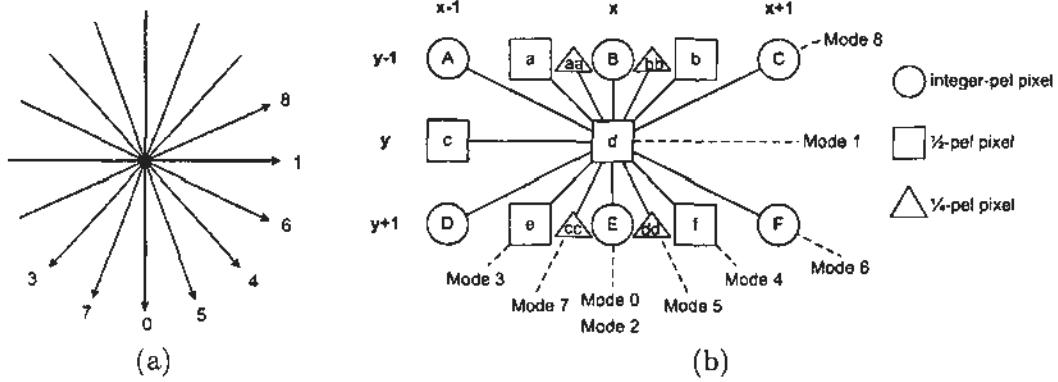 x-1 x x+1
y-1 A a aa B bb b C Mode 8
8
integer-pel pixel
y c d Mode 1
1
½-pel pixel
6
¼-pel pixel
y+1 D e cc E dd f F
3 4
Mode 3 Mode 4 Mode 6
7 0 5
Mode 7 Mode 0 Mode 5
Mode 2
(a) (b)